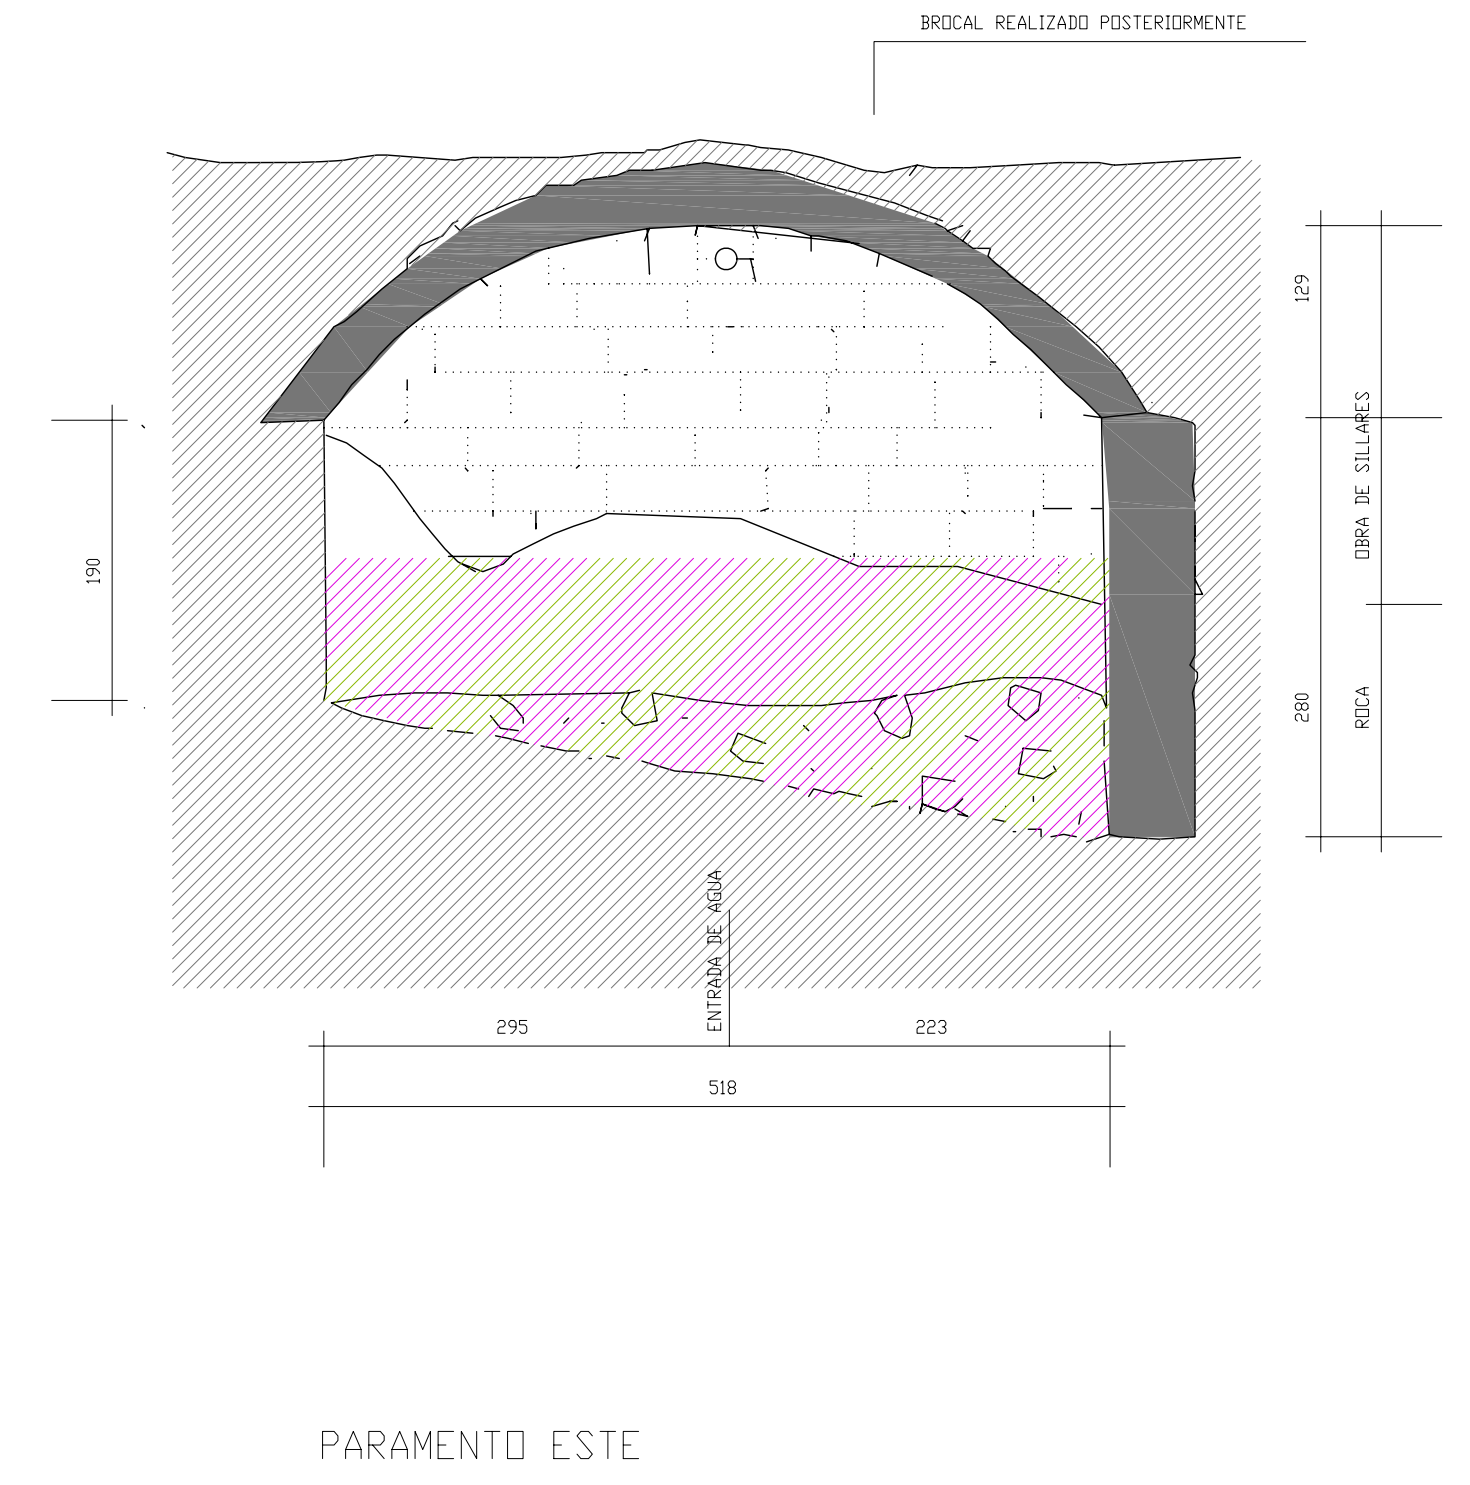 BROCAL REALIZADO POSTERIORMENTE
129
OBRA DE SILLARES
190
280
ROCA
ENTRADA DE AGUA
295
223
518
PARAMENTO ESTE